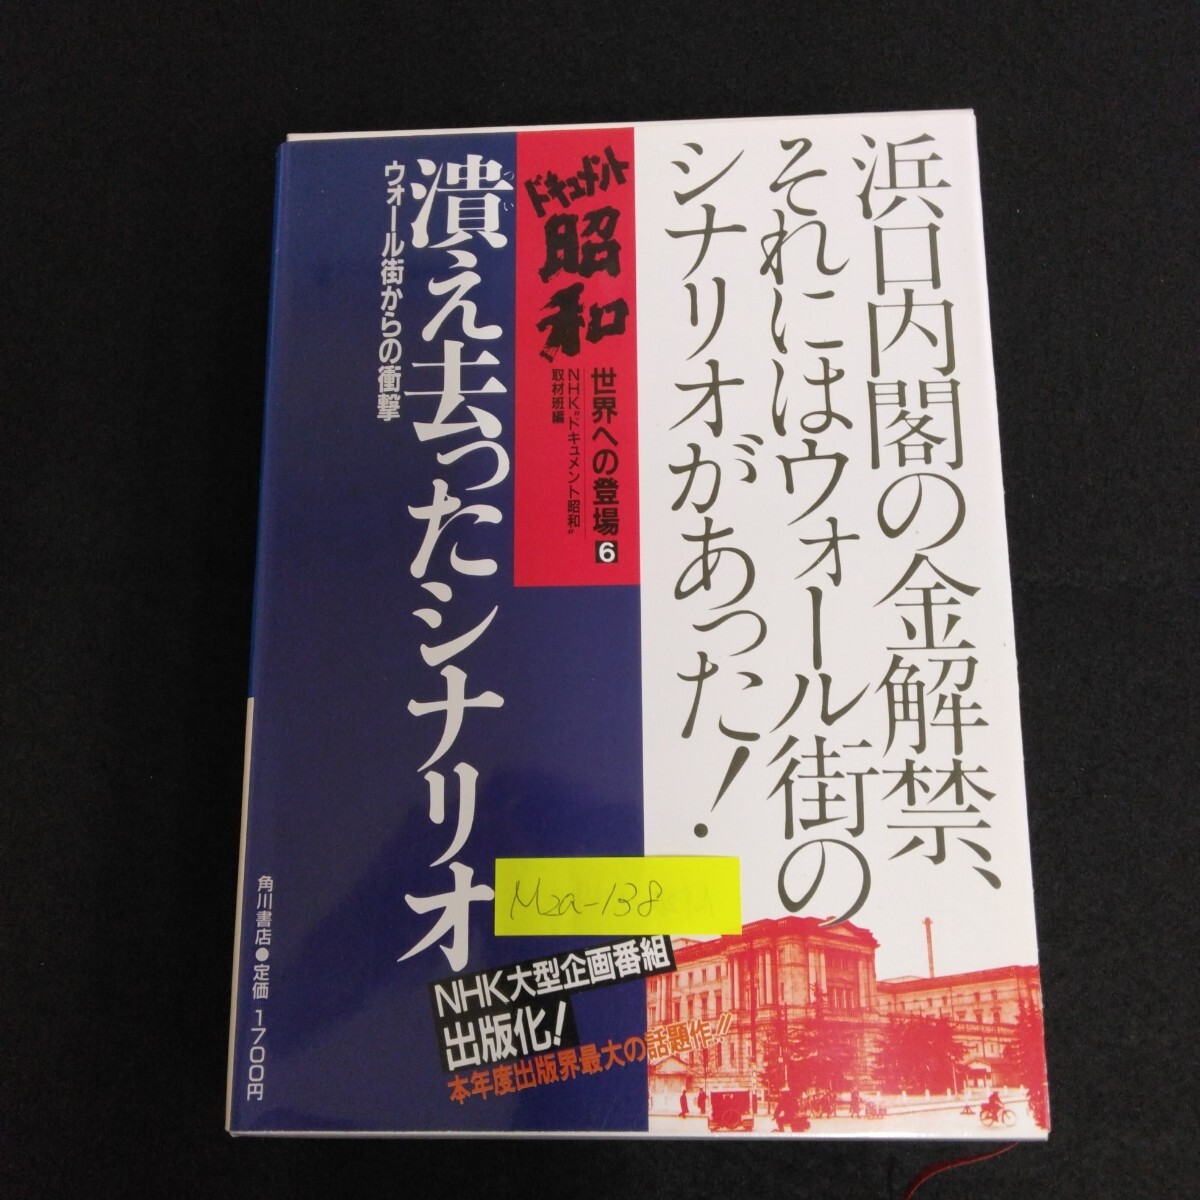 浜口内閣の金解禁、
それにはウォール街の
シナリオがあった！
ドキュメント
昭和
世界への登場 6
NHK"ドキュメント昭和"
取材班編
潰え去ったシナリオ
つい
ウォール街からの衝撃
M2a-138
NHK大型企画番組
出版化！
本年度出版界最大の話題作!!
角川書店●定価 1700円